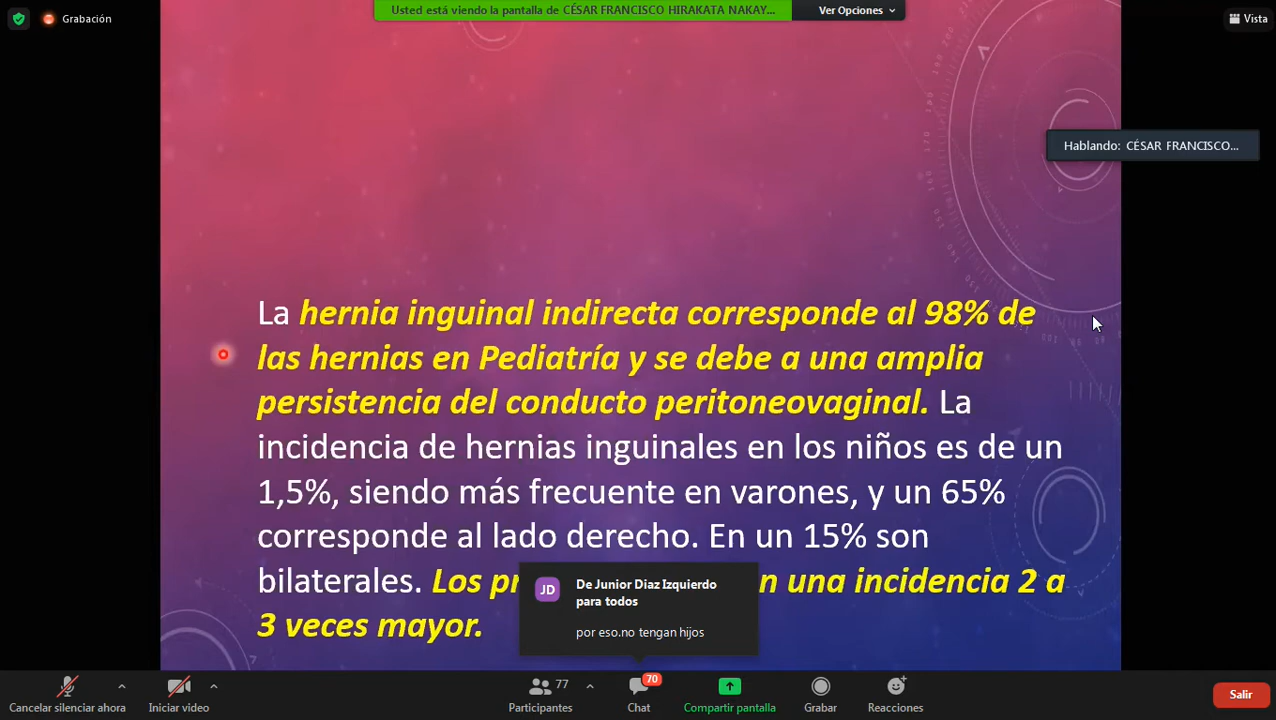 Grabación
Usted está viendo la pantalla de CÉSAR FRANCISCO HIRAKATA NAKAY...
Ver Opciones
Vista
Hablando: CÉSAR FRANCISCO...
La hernia inguinal indirecta corresponde al 98% de
las hernias en Pediatría y se debe a una amplia
persistencia del conducto peritoneovaginal. La
incidencia de hernias inguinales en los niños es de un
1,5%, siendo más frecuente en varones, y un 65%
corresponde al lado derecho. En un 15% son
bilaterales. Los una incidencia 2 a
3 veces mayor.
JD
De Junior Diaz Izquierdo
para todos
por eso.no tengan hijos
Cancelar silenciar ahora
Iniciar video
77
Participantes
70
Chat
Compartir pantalla
Grabar
Reacciones
Salir